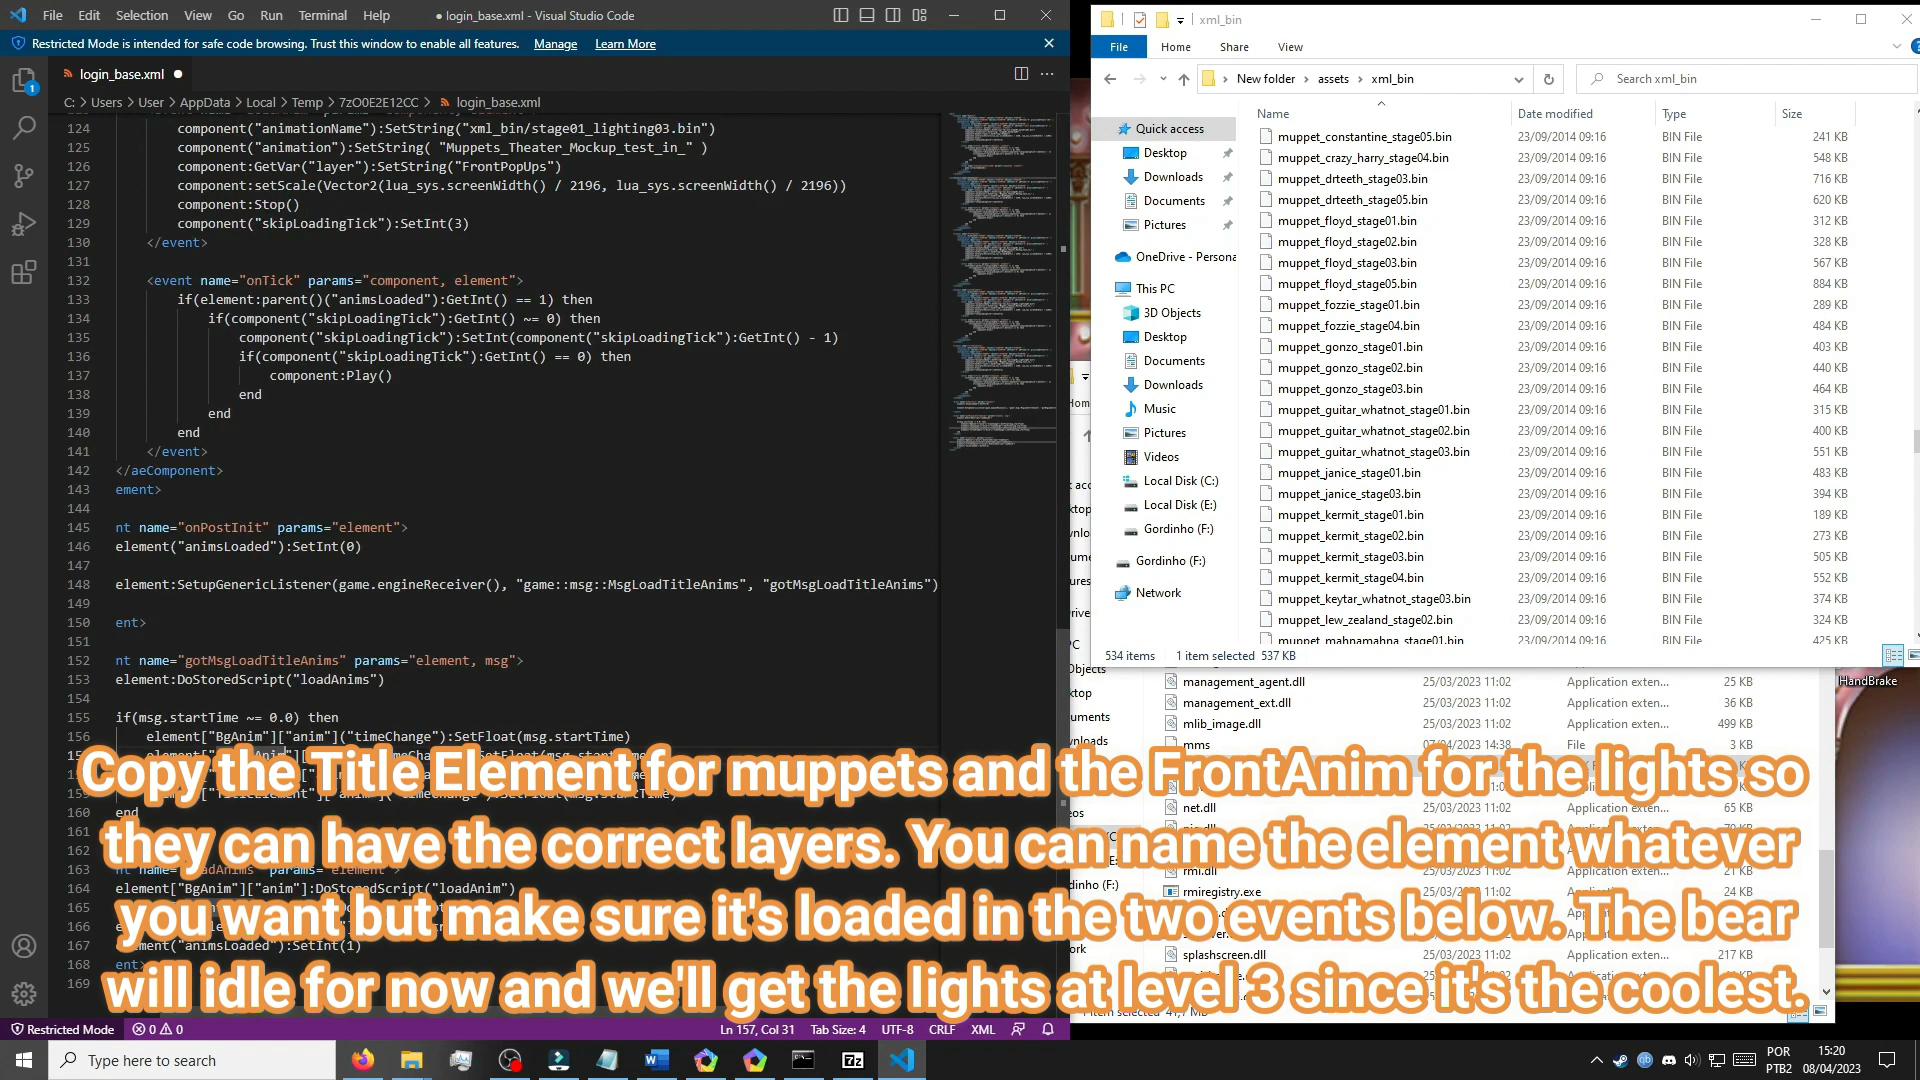 File Edit Selection View Go Run Terminal Help
● login_base.xml - Visual Studio Code
Restricted Mode is intended for safe code browsing. Trust this window to enable all features. Manage Learn More
login_base.xml
C: > Users > User > AppData > Local > Temp > 7zO0E2E12CC > login_base.xml
124 component("animationName"):SetString("xml_bin/stage01_lighting03.bin")
125 component("animation"):SetString( "Muppets_Theater_Mockup_test_in_" )
126 component:GetVar("layer"):SetString("FrontPopUps")
127 component:setScale(Vector2(lua_sys.screenWidth() / 2196, lua_sys.screenWidth() / 2196))
128 component:Stop()
129 component("skipLoadingTick"):SetInt(3)
130 </event>
131
132 <event name="onTick" params="component, element">
133 if(element:parent()("animsLoaded"):GetInt() == 1) then
134 if(component("skipLoadingTick"):GetInt() ~= 0) then
135 component("skipLoadingTick"):SetInt(component("skipLoadingTick"):GetInt() - 1)
136 if(component("skipLoadingTick"):GetInt() == 0) then
137 component:Play()
138 end
139 end
140 end
141 </event>
142 </aeComponent>
143 ement>
144
145 nt name="onPostInit" params="element">
146 element("animsLoaded"):SetInt(0)
147
148 element:SetupGenericListener(game.engineReceiver(), "game::msg::MsgLoadTitleAnims", "gotMsgLoadTitleAnims")
149
150 ent>
151
152 nt name="gotMsgLoadTitleAnims" params="element, msg">
153 element:DoStoredScript("loadAnims")
154
155 if(msg.startTime ~= 0.0) then
156 element["BgAnim"]["anim"]("timeChange"):SetFloat(msg.startTime)
160 end
161
162
163
164 element["BgAnim"]["anim"]:DoStoredScript("loadAnim")
165
166
167 element("animsLoaded"):SetInt(1)
168 ent>
169
Copy the Title Element for muppets and the FrontAnim for the lights so
they can have the correct layers. You can name the element whatever
you want but make sure it's loaded in the two events below. The bear
will idle for now and we'll get the lights at level 3 since it's the coolest.
Restricted Mode 0 0 Ln 157, Col 31 Tab Size: 4 UTF-8 CRLF XML
xml_bin
File Home Share View
New folder > assets > xml_bin
Search xml_bin
Name Date modified Type Size
Quick access
Desktop
Downloads
Documents
Pictures
OneDrive - Persona
This PC
3D Objects
Desktop
Documents
Downloads
Music
Pictures
Videos
Local Disk (C:)
Local Disk (E:)
Gordinho (F:)
Gordinho (F:)
Network
muppet_constantine_stage05.bin 23/09/2014 09:16 BIN File 241 KB
muppet_crazy_harry_stage04.bin 23/09/2014 09:16 BIN File 548 KB
muppet_drteeth_stage03.bin 23/09/2014 09:16 BIN File 716 KB
muppet_drteeth_stage05.bin 23/09/2014 09:16 BIN File 620 KB
muppet_floyd_stage01.bin 23/09/2014 09:16 BIN File 312 KB
muppet_floyd_stage02.bin 23/09/2014 09:16 BIN File 328 KB
muppet_floyd_stage03.bin 23/09/2014 09:16 BIN File 567 KB
muppet_floyd_stage05.bin 23/09/2014 09:16 BIN File 884 KB
muppet_fozzie_stage01.bin 23/09/2014 09:16 BIN File 289 KB
muppet_fozzie_stage04.bin 23/09/2014 09:16 BIN File 484 KB
muppet_gonzo_stage01.bin 23/09/2014 09:16 BIN File 403 KB
muppet_gonzo_stage02.bin 23/09/2014 09:16 BIN File 440 KB
muppet_gonzo_stage03.bin 23/09/2014 09:16 BIN File 464 KB
muppet_guitar_whatnot_stage01.bin 23/09/2014 09:16 BIN File 315 KB
muppet_guitar_whatnot_stage02.bin 23/09/2014 09:16 BIN File 400 KB
muppet_guitar_whatnot_stage03.bin 23/09/2014 09:16 BIN File 551 KB
muppet_janice_stage01.bin 23/09/2014 09:16 BIN File 483 KB
muppet_janice_stage03.bin 23/09/2014 09:16 BIN File 394 KB
muppet_kermit_stage01.bin 23/09/2014 09:16 BIN File 189 KB
muppet_kermit_stage02.bin 23/09/2014 09:16 BIN File 273 KB
muppet_kermit_stage03.bin 23/09/2014 09:16 BIN File 505 KB
muppet_kermit_stage04.bin 23/09/2014 09:16 BIN File 552 KB
muppet_keytar_whatnot_stage03.bin 23/09/2014 09:16 BIN File 374 KB
muppet_lew_zealand_stage02.bin 23/09/2014 09:16 BIN File 324 KB
muppet_mahnamahna_stage01.bin 23/09/2014 09:16 BIN File 425 KB
534 items 1 item selected 537 KB
management_agent.dll 25/03/2023 11:02 Application exten... 25 KB
management_ext.dll 25/03/2023 11:02 Application exten... 36 KB
mlib_image.dll 25/03/2023 11:02 Application exten... 499 KB
mms 07/04/2023 14:38 File 3 KB
net.dll 25/03/2023 11:02 Application exten... 65 KB
rmi.dll
rmiregistry.exe 25/03/2023 11:02 Application 24 KB
splashscreen.dll 25/03/2023 11:02 Application exten... 217 KB
HandBrake
Type here to search
POR
PTB2
15:20
08/04/2023